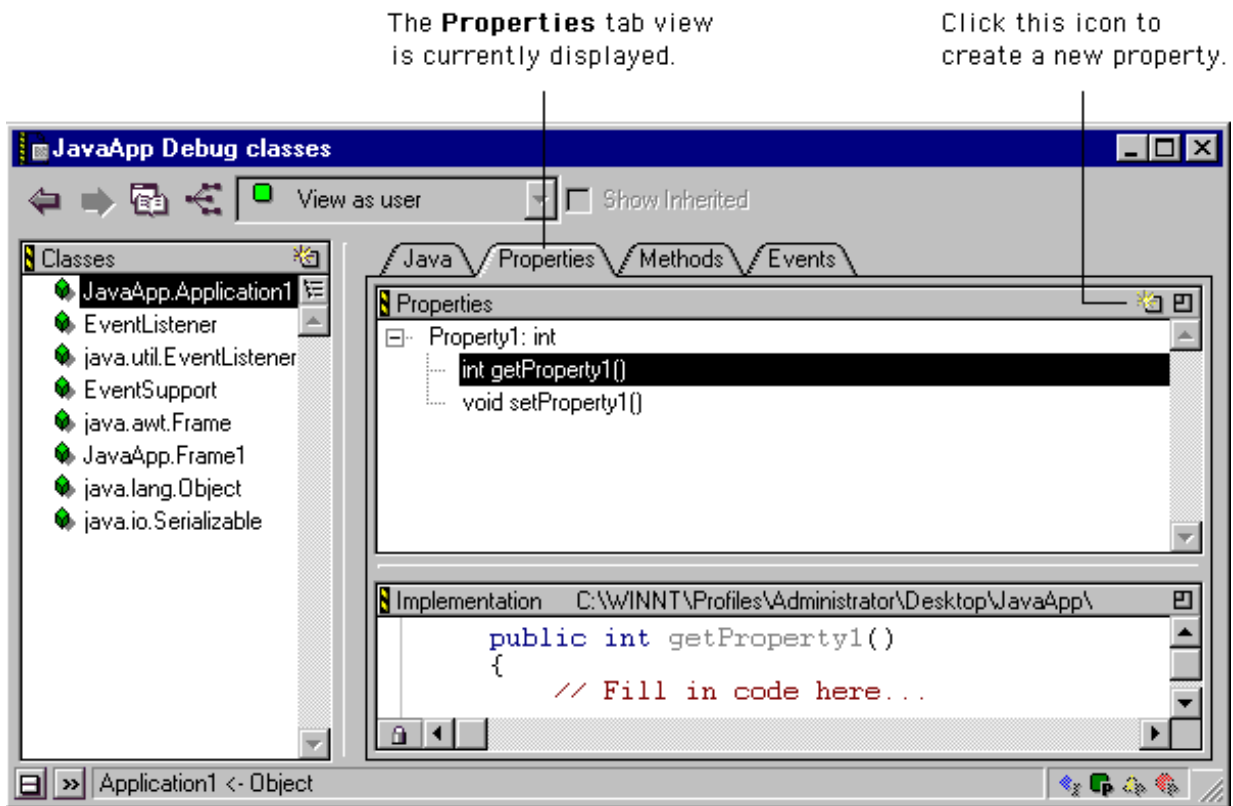 The Properties tab view
is currently displayed.
Click this icon to
create a new property.
JavaApp Debug classes
View as user
Show Inherited
Classes
JavaApp.Application1
EventListener
java.util.EventListener
EventSupport
java.awt.Frame
JavaApp.Frame1
java.lang.Object
java.io.Serializable
Java Properties Methods Events
Properties
Property1: int
int getProperty1()
void setProperty1()
Implementation C:\WINNT\Profiles\Administrator\Desktop\JavaApp\
public int getProperty1()
{
// Fill in code here...
Application1 <- Object